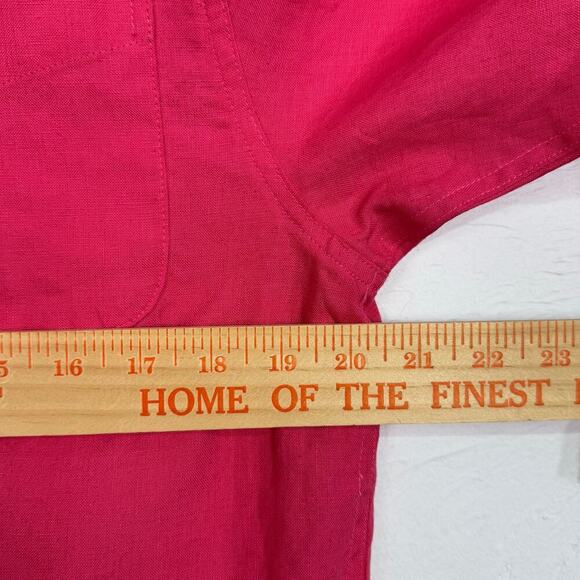 5 16 17 18 19 20 21 22 23
HOME OF THE FINEST